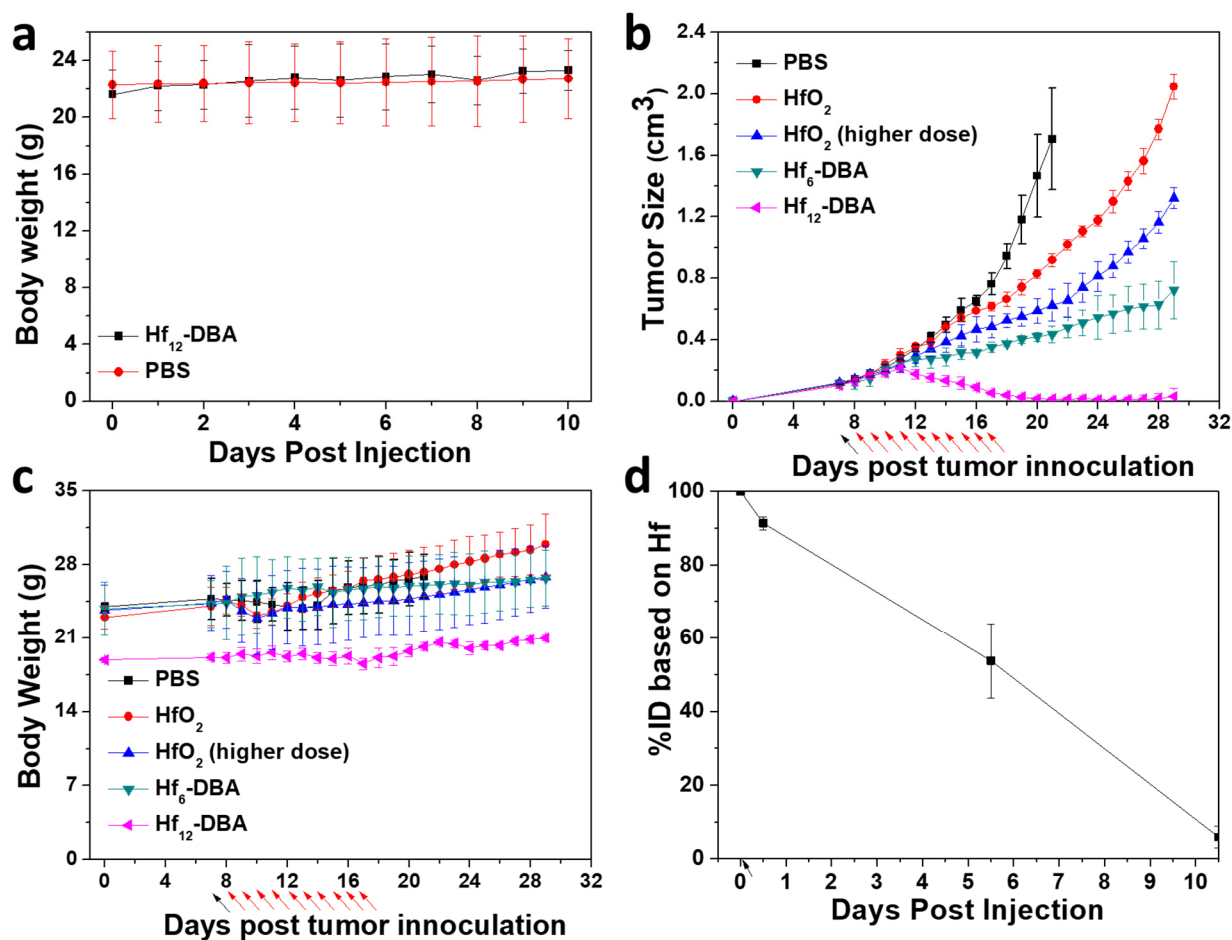 a
24
20
16
12
8
4
0
Body weight (g)
Hf12-DBA
PBS
0 2 4 6 8 10
Days Post Injection
b
2.4
2.0
1.6
1.2
0.8
0.4
0.0
Tumor Size (cm3)
PBS
HfO2
HfO2 (higher dose)
Hf6-DBA
Hf12-DBA
0 4 8 12 16 20 24 28 32
Days post tumor innoculation
c
35
28
21
14
7
0
Body Weight (g)
PBS
HfO2
HfO2 (higher dose)
Hf6-DBA
Hf12-DBA
0 4 8 12 16 20 24 28 32
Days post tumor innoculation
d
100
80
60
40
20
0
%ID based on Hf
0 1 2 3 4 5 6 7 8 9 10
Days Post Injection